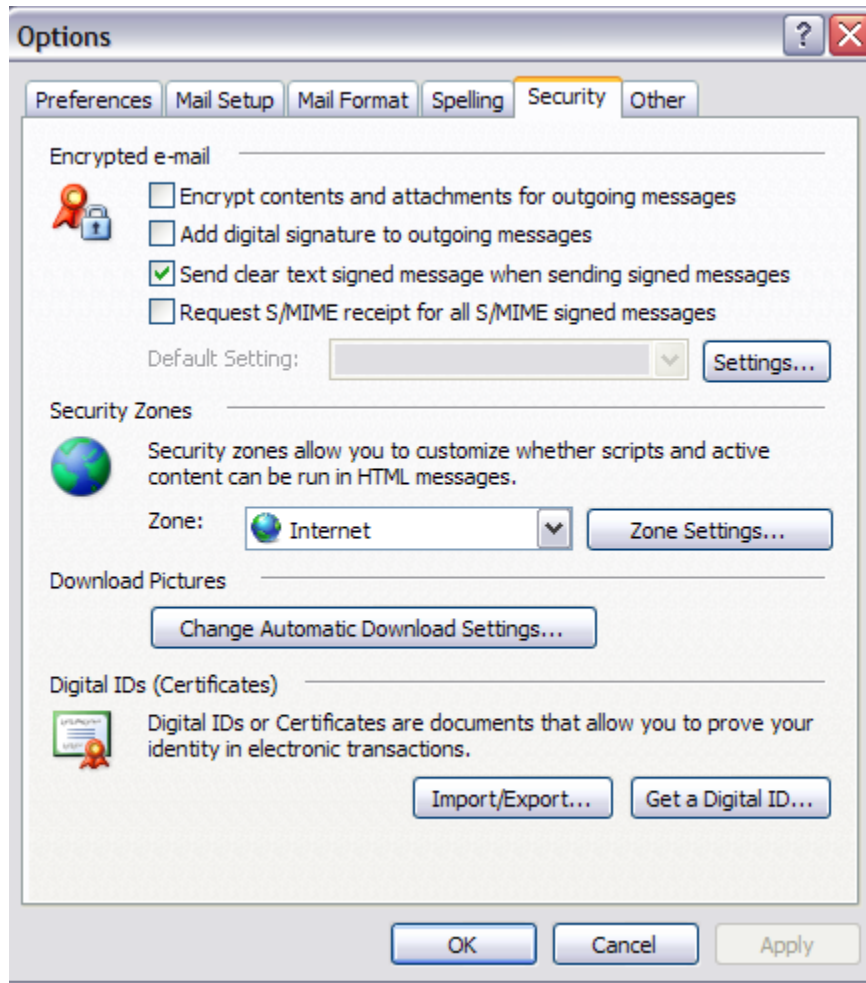 Options
Preferences Mail Setup Mail Format Spelling Security Other
Encrypted e-mail
Encrypt contents and attachments for outgoing messages
Add digital signature to outgoing messages
Send clear text signed message when sending signed messages
Request S/MIME receipt for all S/MIME signed messages
Default Setting: Settings...
Security Zones
Security zones allow you to customize whether scripts and active
content can be run in HTML messages.
Zone: Internet Zone Settings...
Download Pictures
Change Automatic Download Settings...
Digital IDs (Certificates)
Digital IDs or Certificates are documents that allow you to prove your
identity in electronic transactions.
Import/Export... Get a Digital ID...
OK Cancel Apply